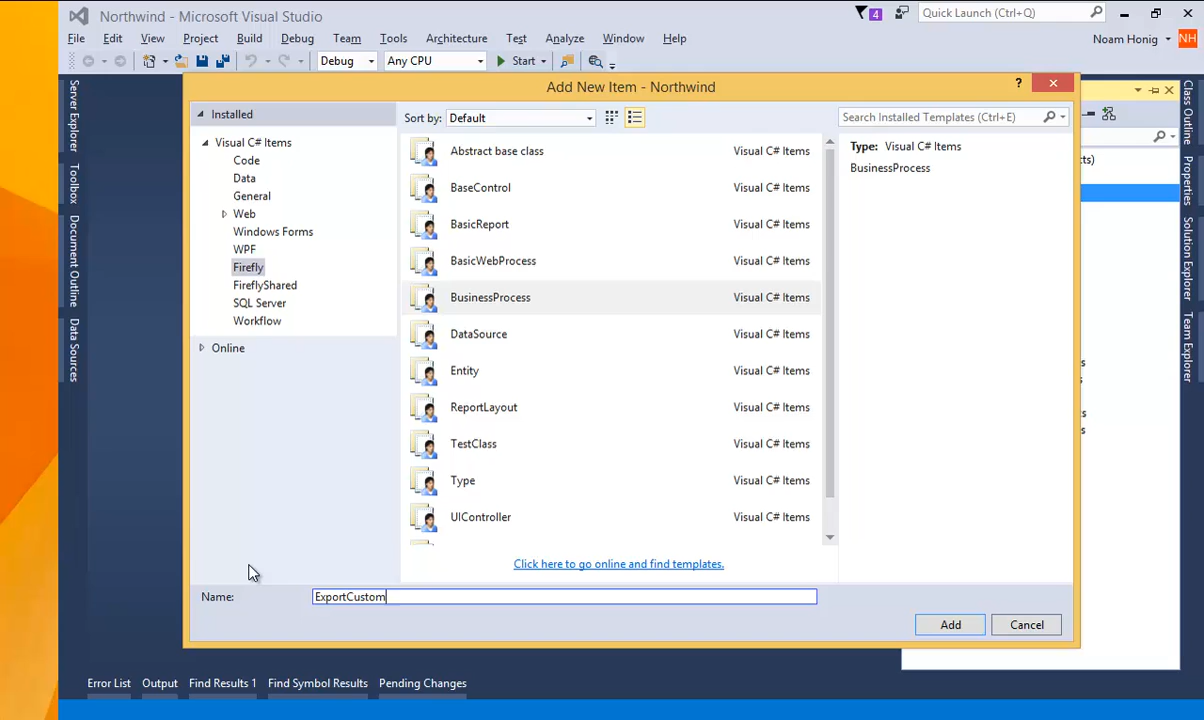 Northwind - Microsoft Visual Studio
4
Quick Launch (Ctrl+Q)
File Edit View Project Build Debug Team Tools Architecture Test Analyze Window Help
Noam Honig NH
Debug Any CPU Start
Add New Item - Northwind
?
Installed
Sort by: Default
Search Installed Templates (Ctrl+E)
Visual C# Items
Code
Data
General
Web
Windows Forms
WPF
Firefly
FireflyShared
SQL Server
Workflow
Online
Abstract base class Visual C# Items
BaseControl Visual C# Items
BasicReport Visual C# Items
BasicWebProcess Visual C# Items
BusinessProcess Visual C# Items
DataSource Visual C# Items
Entity Visual C# Items
ReportLayout Visual C# Items
TestClass Visual C# Items
Type Visual C# Items
UIController Visual C# Items
Type: Visual C# Items
BusinessProcess
Click here to go online and find templates.
Name: ExportCustom
Add Cancel
Server Explorer
Toolbox
Document Outline
Data Sources
Class Outline
Properties
Solution Explorer
Team Explorer
Error List Output Find Results 1 Find Symbol Results Pending Changes